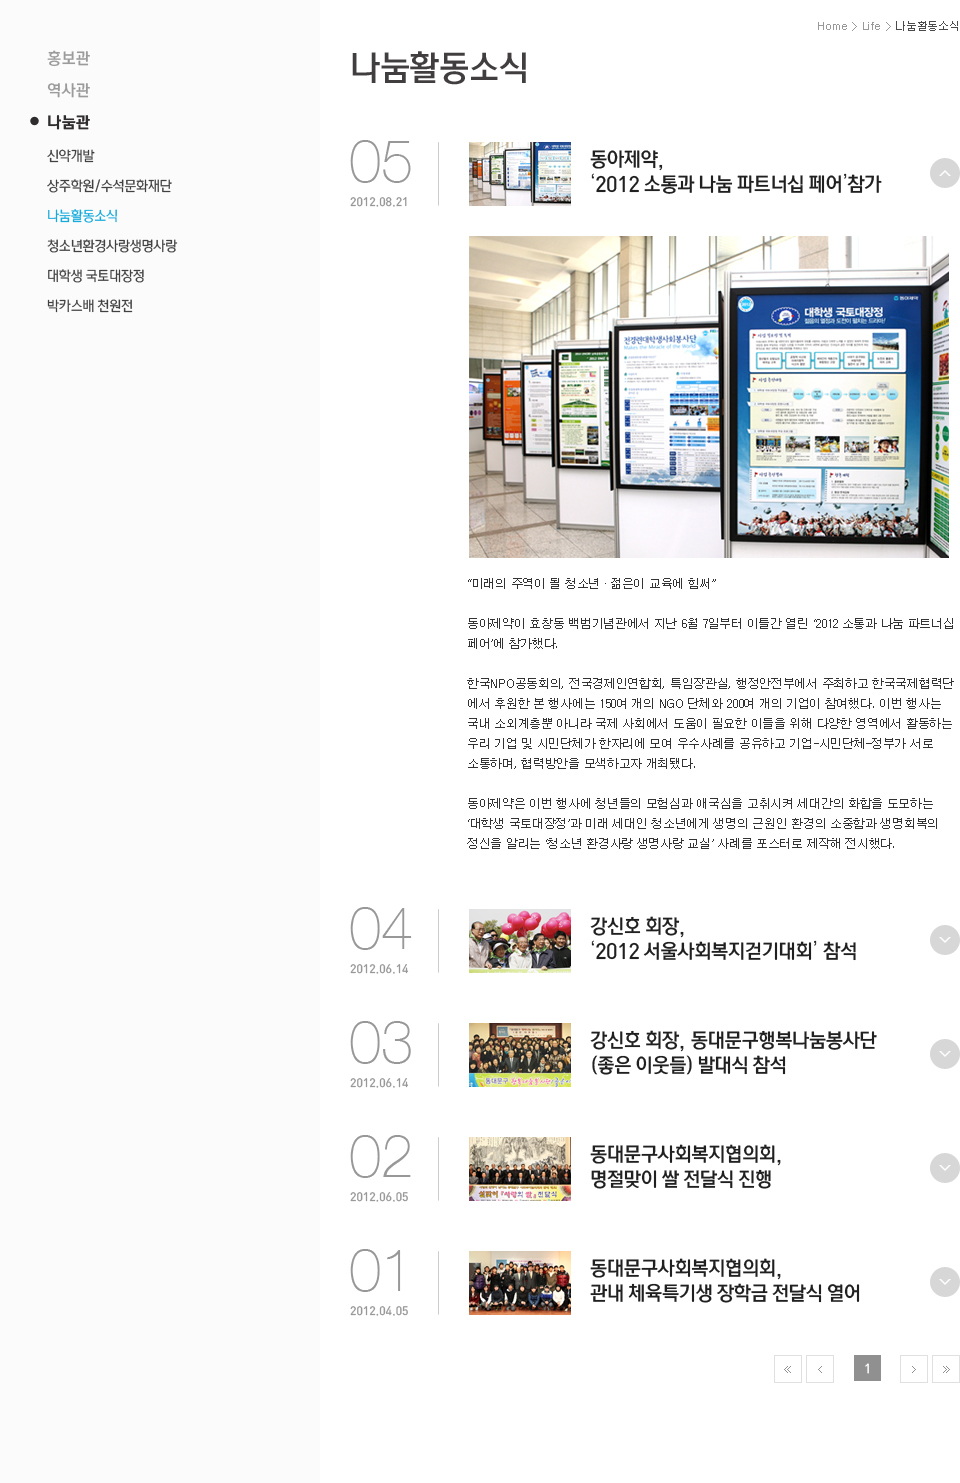 Home > Life > 나눔활동소식
홍보관
역사관
나눔관
신약개발
상주학원/수석문화재단
나눔활동소식
청소년환경사랑생명사랑
대학생 국토대장정
박카스배 천원전
나눔활동소식
05
2012.08.21
동아제약,
‘2012 소통과 나눔 파트너십 페어’참가
전경련대학생사회봉사단
대학생 국토대장정
“미래의 주역이 될 청소년 · 젊은이 교육에 힘써”
동아제약이 효창동 백범기념관에서 지난 6월 7일부터 이틀간 열린 ‘2012 소통과 나눔 파트너십
페어’에 참가했다.
한국NPO공동회의, 전국경제인연합회, 특임장관실, 행정안전부에서 주최하고 한국국제협력단
에서 후원한 본 행사에는 150여 개의 NGO 단체와 200여 개의 기업이 참여했다. 이번 행사는
국내 소외계층뿐 아니라 국제 사회에서 도움이 필요한 이들을 위해 다양한 영역에서 활동하는
우리 기업 및 시민단체가 한자리에 모여 우수사례를 공유하고 기업-시민단체-정부가 서로
소통하며, 협력방안을 모색하고자 개최됐다.
동아제약은 이번 행사에 청년들의 모험심과 애국심을 고취시켜 세대간의 화합을 도모하는
‘대학생 국토대장정’과 미래 세대인 청소년에게 생명의 근원인 환경의 소중함과 생명회복의
정신을 알리는 ‘청소년 환경사랑 생명사랑 교실’ 사례를 포스터로 제작해 전시했다.
04
2012.06.14
강신호 회장,
‘2012 서울사회복지걷기대회’ 참석
03
2012.06.14
강신호 회장, 동대문구행복나눔봉사단
(좋은 이웃들) 발대식 참석
02
2012.06.05
동대문구사회복지협의회,
명절맞이 쌀 전달식 진행
01
2012.04.05
동대문구사회복지협의회,
관내 체육특기생 장학금 전달식 열어
1